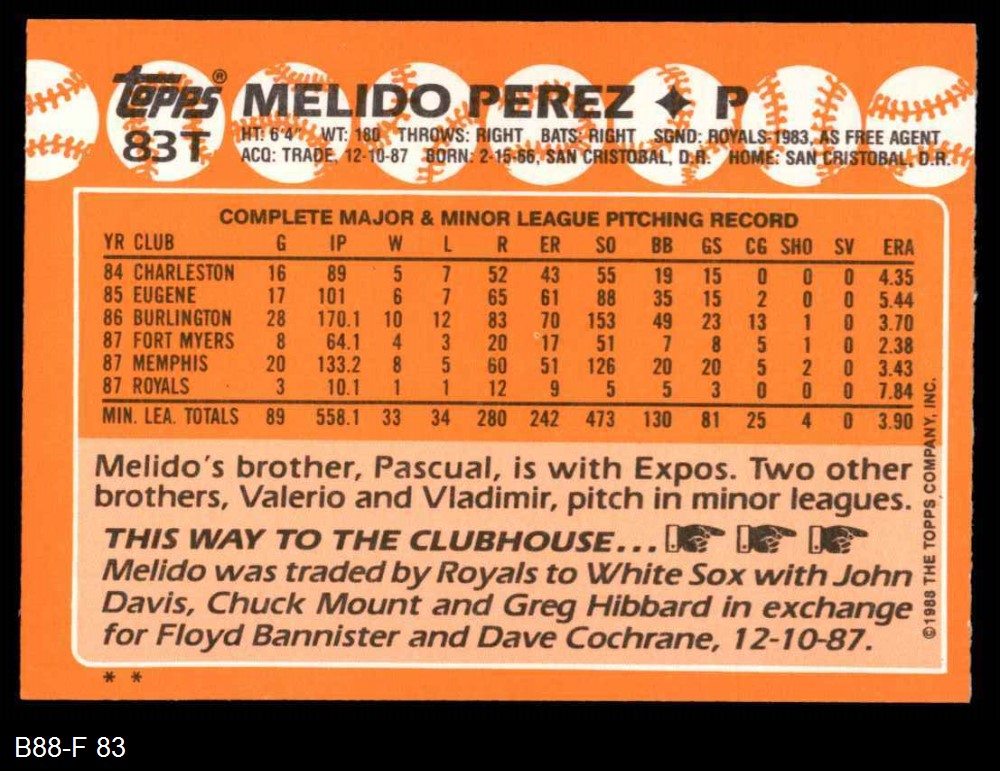 topps® MELIDO PEREZ ✦ P
83T HT: 6'4" WT: 180 THROWS: RIGHT BATS: RIGHT SGND: ROYALS-1983, AS FREE AGENT
ACQ: TRADE, 12-10-87 BORN: 2-15-66, SAN CRISTOBAL, D.R. HOME: SAN CRISTOBAL, D.R.
COMPLETE MAJOR & MINOR LEAGUE PITCHING RECORD
YR CLUB G IP W L R ER SO BB GS CG SHO SV ERA
84 CHARLESTON 16 89 5 7 52 43 55 19 15 0 0 0 4.35
85 EUGENE 17 101 6 7 65 61 88 35 15 2 0 0 5.44
86 BURLINGTON 28 170.1 10 12 83 70 153 49 23 13 1 0 3.70
87 FORT MYERS 8 64.1 4 3 20 17 51 7 8 5 1 0 2.38
87 MEMPHIS 20 133.2 8 5 60 51 126 20 20 5 2 0 3.43
87 ROYALS 3 10.1 1 1 12 9 5 5 3 0 0 0 7.84
MIN. LEA. TOTALS 89 558.1 33 34 280 242 473 130 81 25 4 0 3.90
Melido's brother, Pascual, is with Expos. Two other
brothers, Valerio and Vladimir, pitch in minor leagues.
THIS WAY TO THE CLUBHOUSE...
Melido was traded by Royals to White Sox with John
Davis, Chuck Mount and Greg Hibbard in exchange
for Floyd Bannister and Dave Cochrane, 12-10-87.
©1988 THE TOPPS COMPANY, INC.
* *
B88-F 83